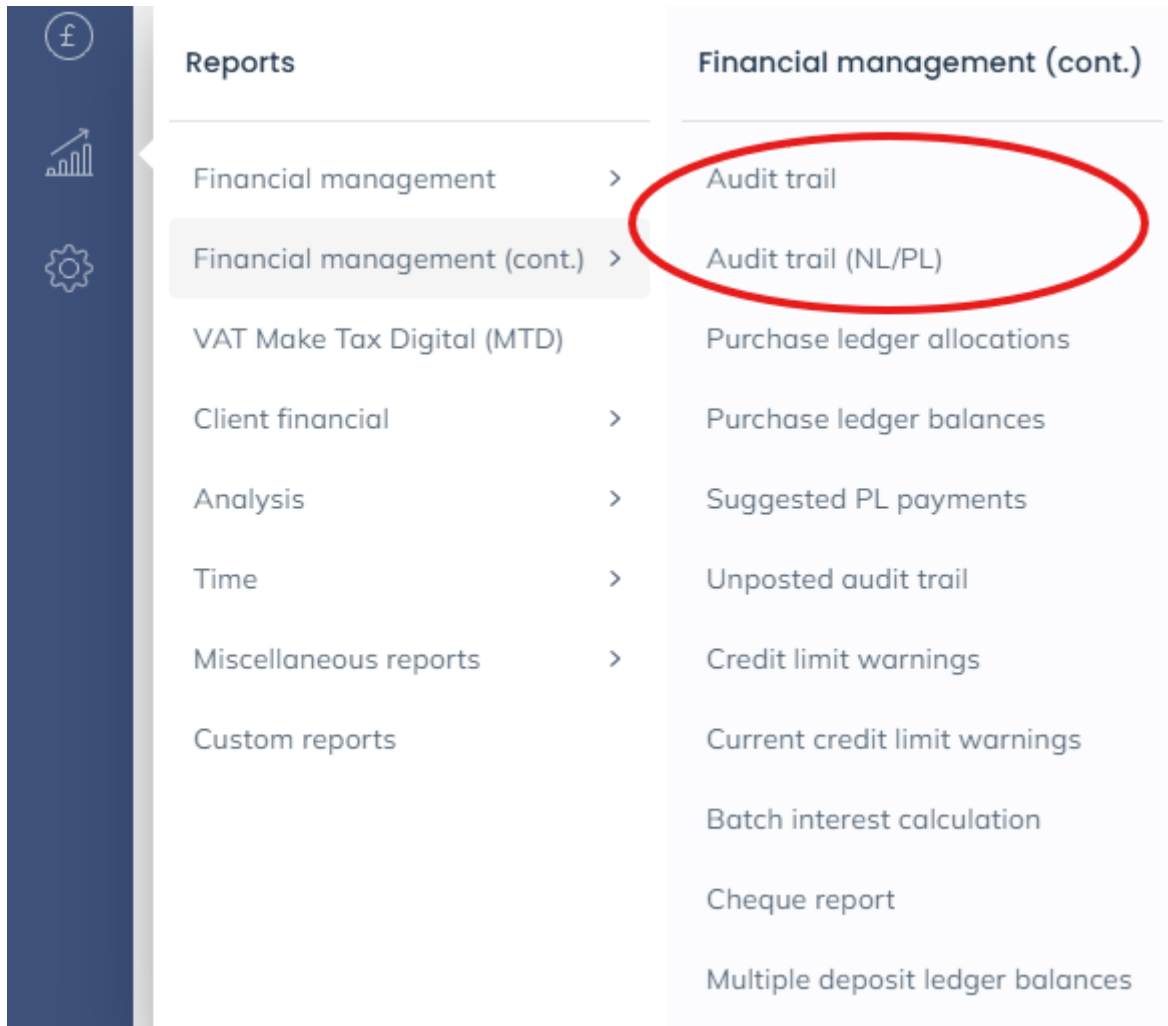 £
Reports
Financial management
Financial management (cont.)
VAT Make Tax Digital (MTD)
Client financial
Analysis
Time
Miscellaneous reports
Custom reports
Financial management (cont.)
Audit trail
Audit trail (NL/PL)
Purchase ledger allocations
Purchase ledger balances
Suggested PL payments
Unposted audit trail
Credit limit warnings
Current credit limit warnings
Batch interest calculation
Cheque report
Multiple deposit ledger balances